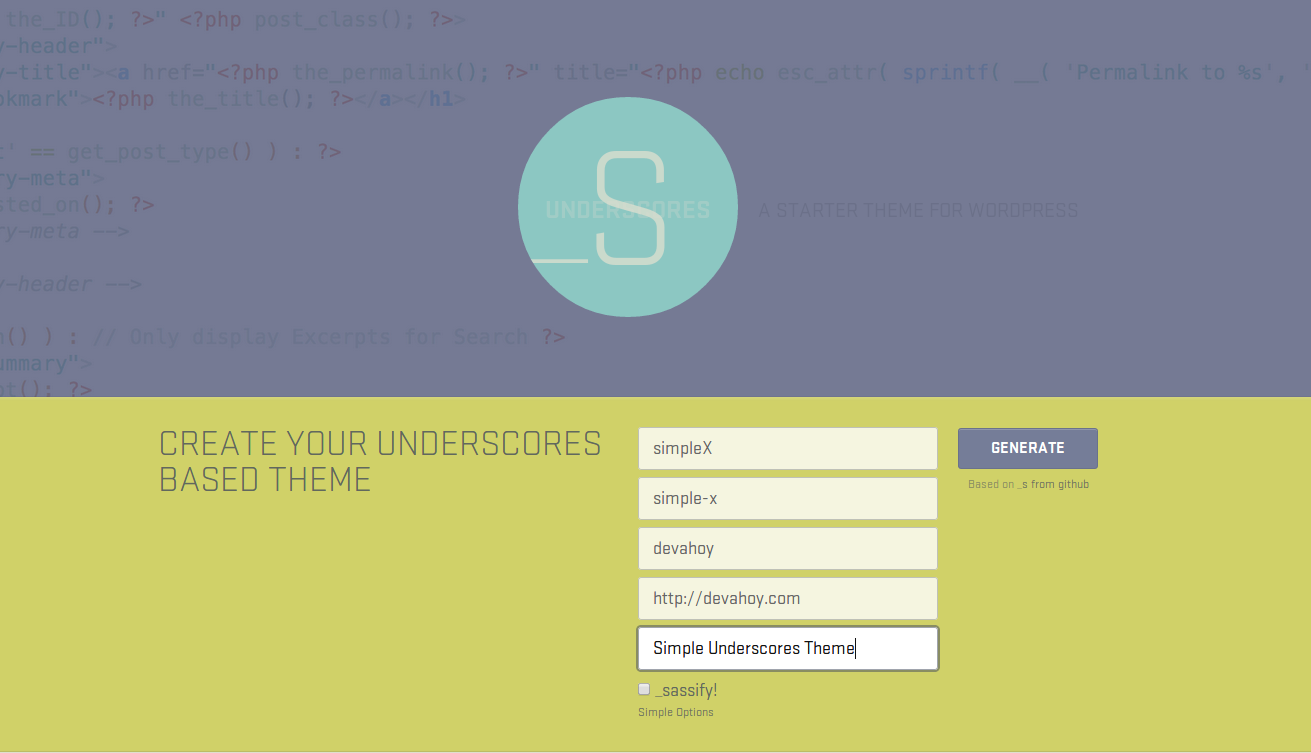 the_ID(); ?>" <?php post_class(); ?>>
y-header">
y-title"><a href="<?php the_permalink(); ?>" title="<?php echo esc_attr( sprintf( __( 'Permalink to %s', '
okmark"><?php the_title(); ?></a></h1>
t' == get_post_type() ) : ?>
ry-meta">
sted_on(); ?>
ry-meta -->
y-header -->
() ) : // Only display Excerpts for Search ?>
ummary">
pt(); ?>
_S
UNDERSCORES
A STARTER THEME FOR WORDPRESS
CREATE YOUR UNDERSCORES
BASED THEME
simpleX
simple-x
devahoy
http://devahoy.com
Simple Underscores Theme
_sassify!
Simple Options
GENERATE
Based on _s from github